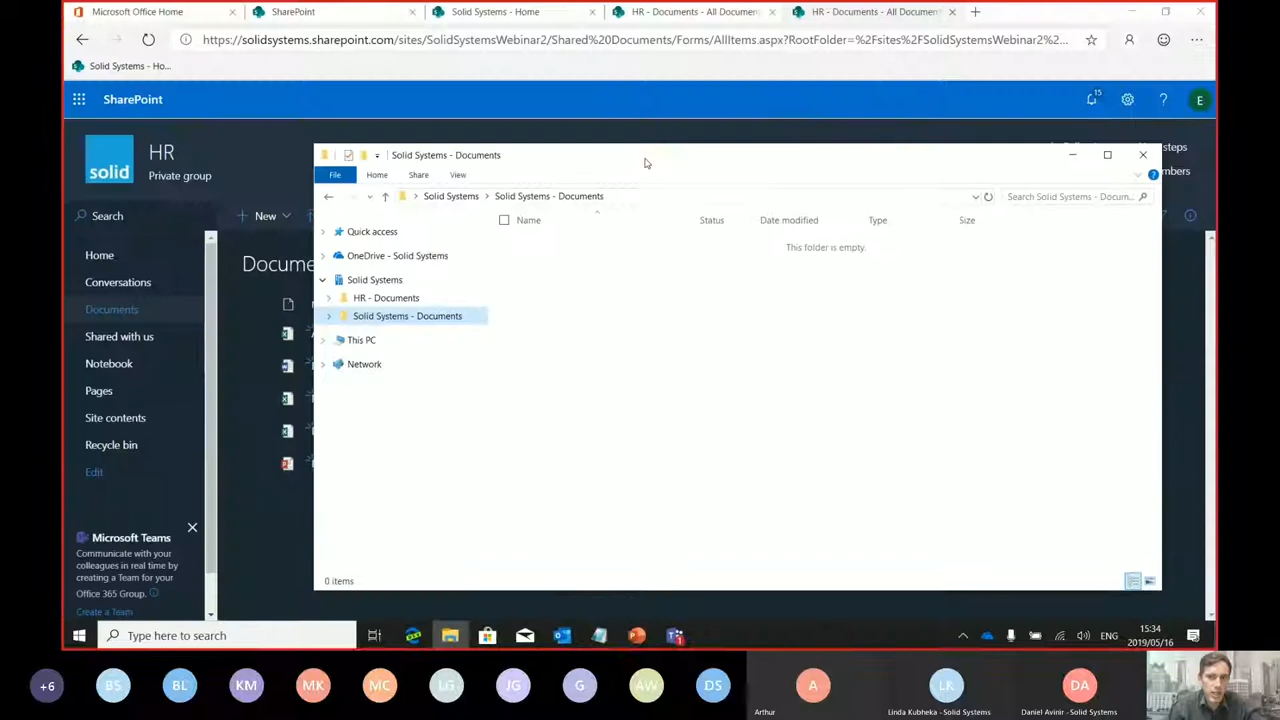 Microsoft Office Home
SharePoint
Solid Systems - Home
HR - Documents - All Document
HR - Documents - All Document
https://solidsystems.sharepoint.com/sites/SolidSystemsWebinar2/Shared%20Documents/Forms/AllItems.aspx?RootFolder=%2Fsites%2FSolidSystemsWebinar2%2...
Solid Systems - Ho...
SharePoint
15
?
E
solid
HR
Private group
Search
New
Home
Conversations
Documents
Shared with us
Notebook
Pages
Site contents
Recycle bin
Edit
Microsoft Teams
Communicate with your
colleagues in real time by
creating a Team for your
Office 365 Group.
Create a Team
Docume
steps
mbers
Solid Systems - Documents
File
Home
Share
View
Solid Systems
Solid Systems - Documents
Search Solid Systems - Docum...
Name
Status
Date modified
Type
Size
This folder is empty.
Quick access
OneDrive - Solid Systems
Solid Systems
HR - Documents
Solid Systems - Documents
This PC
Network
0 items
Type here to search
ENG
15:34
2019/05/16
+6
BS
BL
KM
MK
MC
LG
JG
G
AW
DS
A
LK
DA
Arthur
Linda Kubheka - Solid Systems
Daniel Avinir - Solid Systems